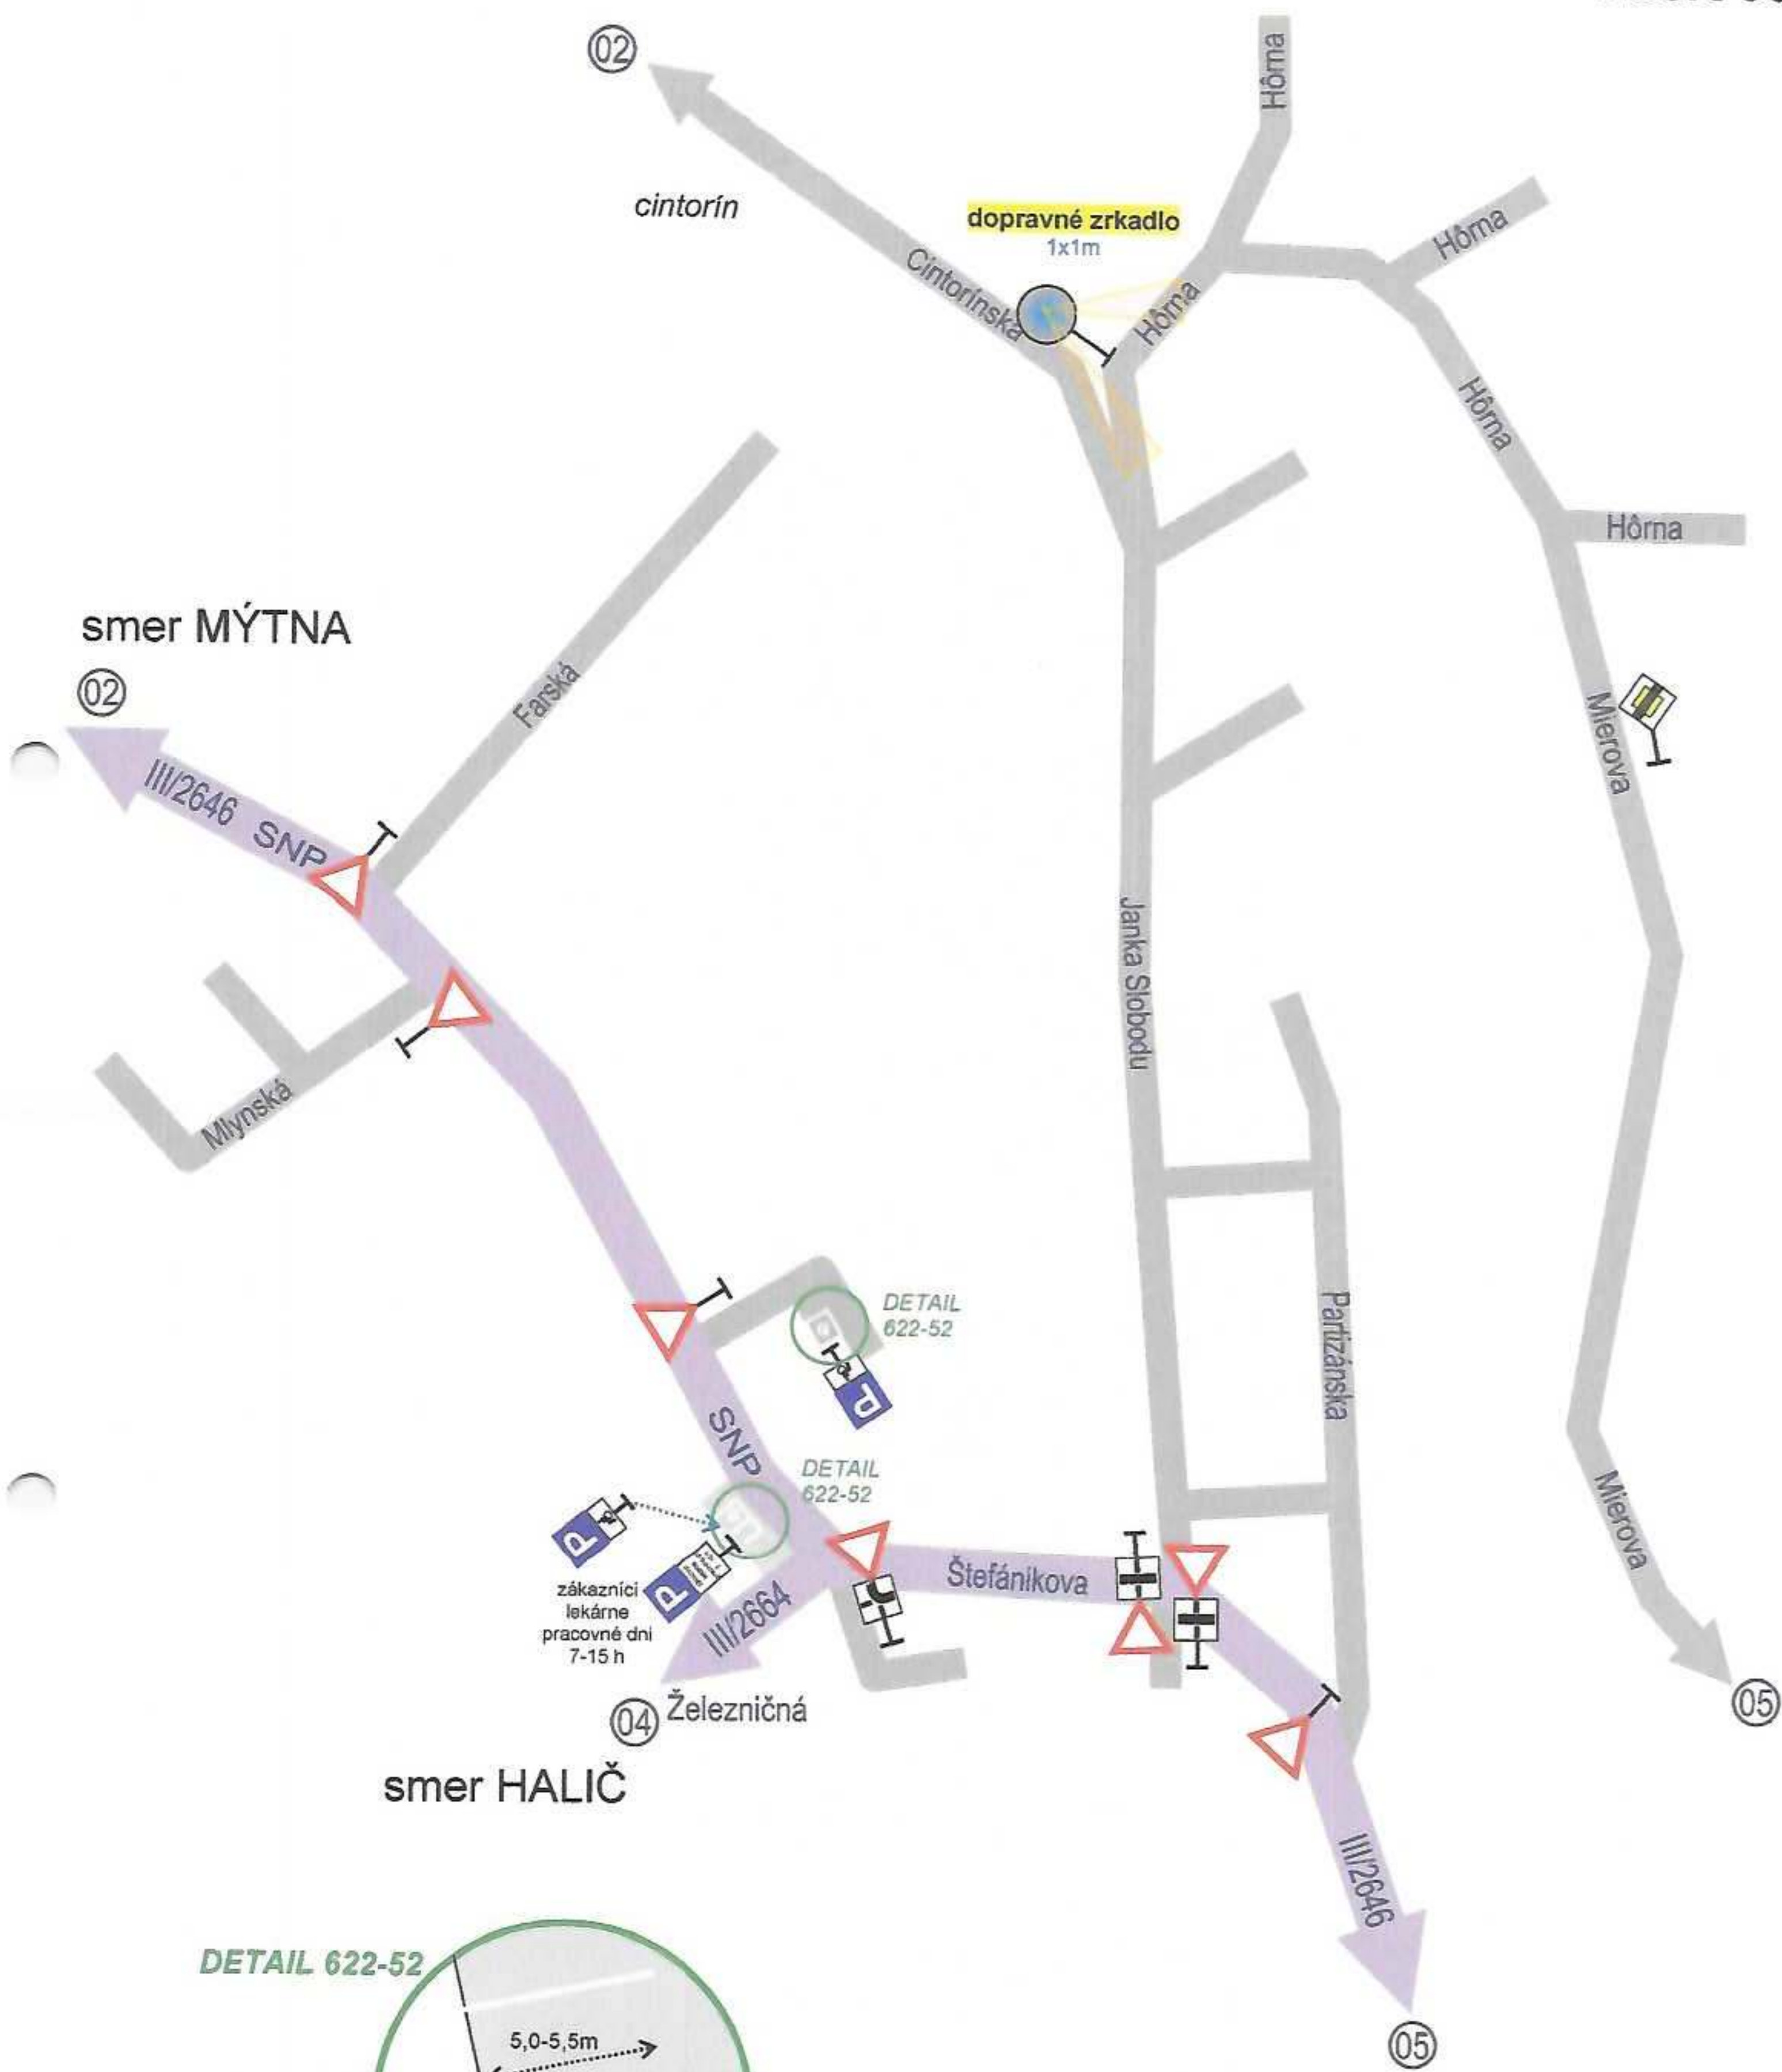 02
Hôrna
cintorín
dopravné zrkadlo
1x1m
Cintorínska
Hôrna
Hôrna
Hôrna
Hôrna
smer MÝTNA
02
III/2646 SNP
Farská
Mierova
Janka Slobodu
Mlynská
DETAIL
622-52
P
Partizánska
SNP
DETAIL
622-52
P
P
zákazníci
lekárne
pracovné dni
7-15 h
Štefánikova
III/2664
Mierova
04
Železničná
05
smer HALIČ
III/2646
DETAIL 622-52
5,0-5,5m
05